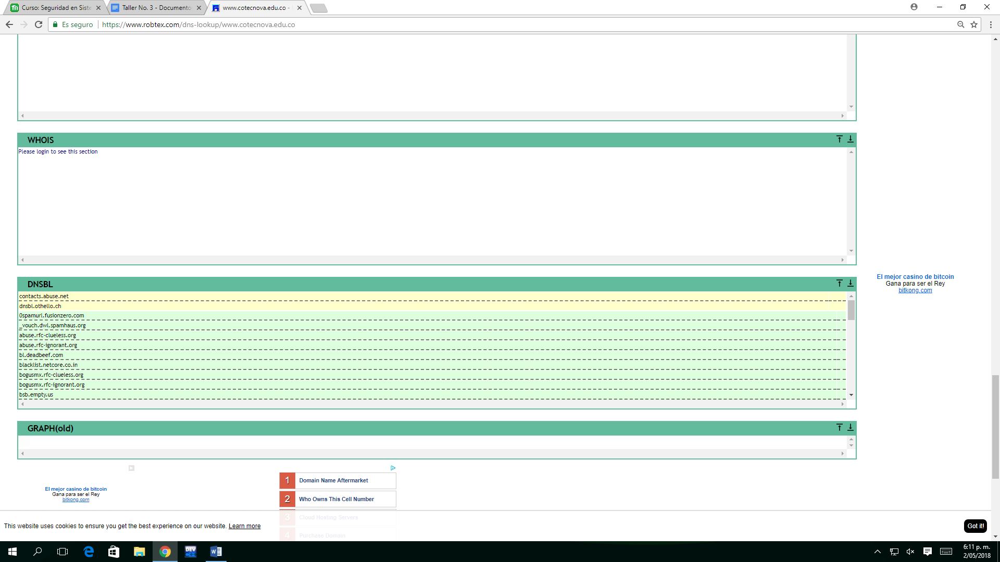 Curso: Seguridad en Siste
Taller No. 3 - Documento
www.cotecnova.edu.co -
Es seguro
https://www.robtex.com/dns-lookup/www.cotecnova.edu.co
WHOIS
Please login to see this section
DNSBL
contacts.abuse.net
dnsbl.othello.ch
0spamurl.fusionzero.com
_vouch.dwl.spamhaus.org
abuse.rfc-clueless.org
abuse.rfc-ignorant.org
bl.deadbeef.com
blacklist.netcore.co.in
bogusmx.rfc-clueless.org
bogusmx.rfc-ignorant.org
bsb.empty.us
El mejor casino de bitcoin
Gana para ser el Rey
bitkong.com
GRAPH(old)
El mejor casino de bitcoin
Gana para ser el Rey
bitkong.com
1 Domain Name Aftermarket
2 Who Owns This Cell Number
3 Cloud Hosting Servers
4 Purchase Domain
This website uses cookies to ensure you get the best experience on our website. Learn more
Got it!
DEV
C++
6:11 p. m.
2/05/2018